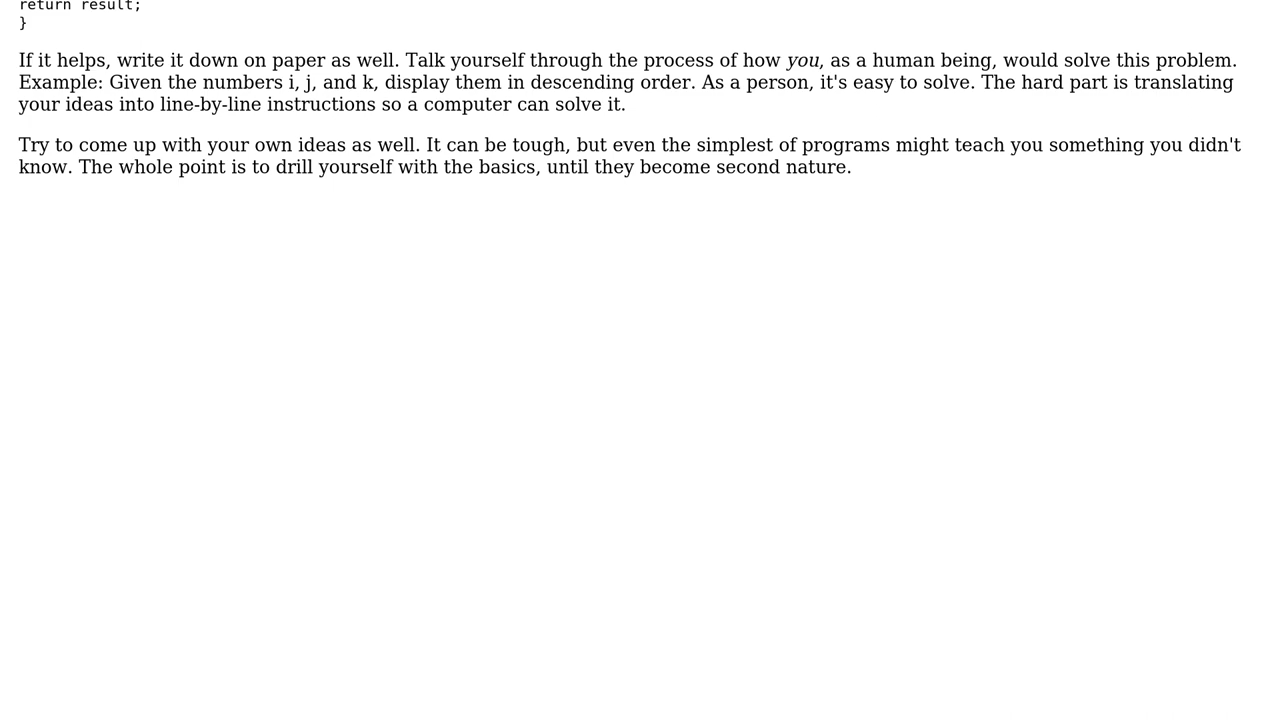 return result;
}
If it helps, write it down on paper as well. Talk yourself through the process of how you, as a human being, would solve this problem.
Example: Given the numbers i, j, and k, display them in descending order. As a person, it's easy to solve. The hard part is translating
your ideas into line-by-line instructions so a computer can solve it.
Try to come up with your own ideas as well. It can be tough, but even the simplest of programs might teach you something you didn't
know. The whole point is to drill yourself with the basics, until they become second nature.